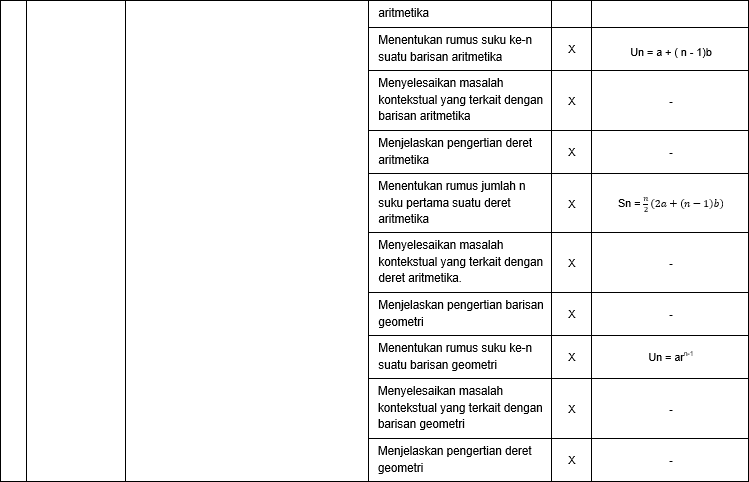 aritmetika
Menentukan rumus suku ke-n
suatu barisan aritmetika
X
Un = a + ( n - 1)b
Menyelesaikan masalah
kontekstual yang terkait dengan
barisan aritmetika
X
-
Menjelaskan pengertian deret
aritmetika
X
-
Menentukan rumus jumlah n
suku pertama suatu deret
aritmetika
X
Sn = n/2 (2a + (n − 1)b)
Menyelesaikan masalah
kontekstual yang terkait dengan
deret aritmetika.
X
-
Menjelaskan pengertian barisan
geometri
X
-
Menentukan rumus suku ke-n
suatu barisan geometri
X
Un = arⁿ⁻¹
Menyelesaikan masalah
kontekstual yang terkait dengan
barisan geometri
X
-
Menjelaskan pengertian deret
geometri
X
-